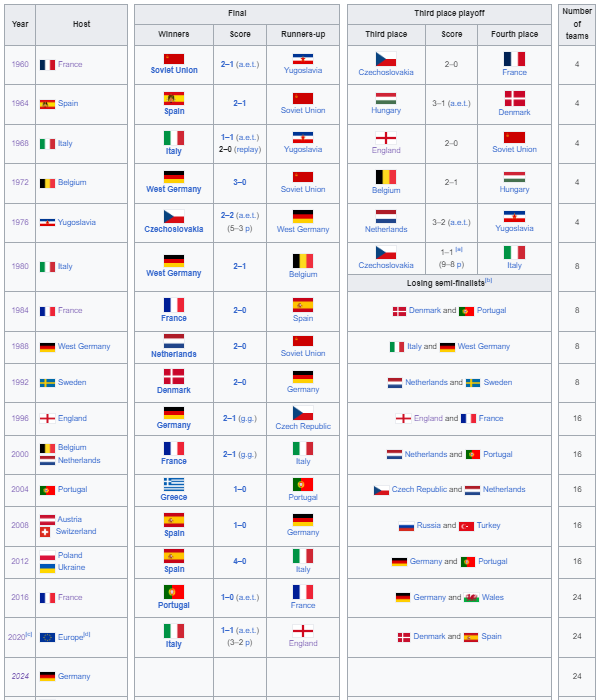 Year Host Final Third place playoff Number of teams
Winners Score Runners-up Third place Score Fourth place
1960 France Soviet Union 2–1 (a.e.t.) Yugoslavia Czechoslovakia 2–0 France 4
1964 Spain Spain 2–1 Soviet Union Hungary 3–1 (a.e.t.) Denmark 4
1968 Italy Italy 1–1 (a.e.t.) 2–0 (replay) Yugoslavia England 2–0 Soviet Union 4
1972 Belgium West Germany 3–0 Soviet Union Belgium 2–1 Hungary 4
1976 Yugoslavia Czechoslovakia 2–2 (a.e.t.) (5–3 p) West Germany Netherlands 3–2 (a.e.t.) Yugoslavia 4
1980 Italy West Germany 2–1 Belgium Czechoslovakia 1–1 [a] (9–8 p) Italy 8
Losing semi-finalists[b]
1984 France France 2–0 Spain Denmark and Portugal 8
1988 West Germany Netherlands 2–0 Soviet Union Italy and West Germany 8
1992 Sweden Denmark 2–0 Germany Netherlands and Sweden 8
1996 England Germany 2–1 (g.g.) Czech Republic England and France 16
2000 Belgium Netherlands France 2–1 (g.g.) Italy Netherlands and Portugal 16
2004 Portugal Greece 1–0 Portugal Czech Republic and Netherlands 16
2008 Austria Switzerland Spain 1–0 Germany Russia and Turkey 16
2012 Poland Ukraine Spain 4–0 Italy Germany and Portugal 16
2016 France Portugal 1–0 (a.e.t.) France Germany and Wales 24
2020[c] Europe[d] Italy 1–1 (a.e.t.) (3–2 p) England Denmark and Spain 24
2024 Germany 24